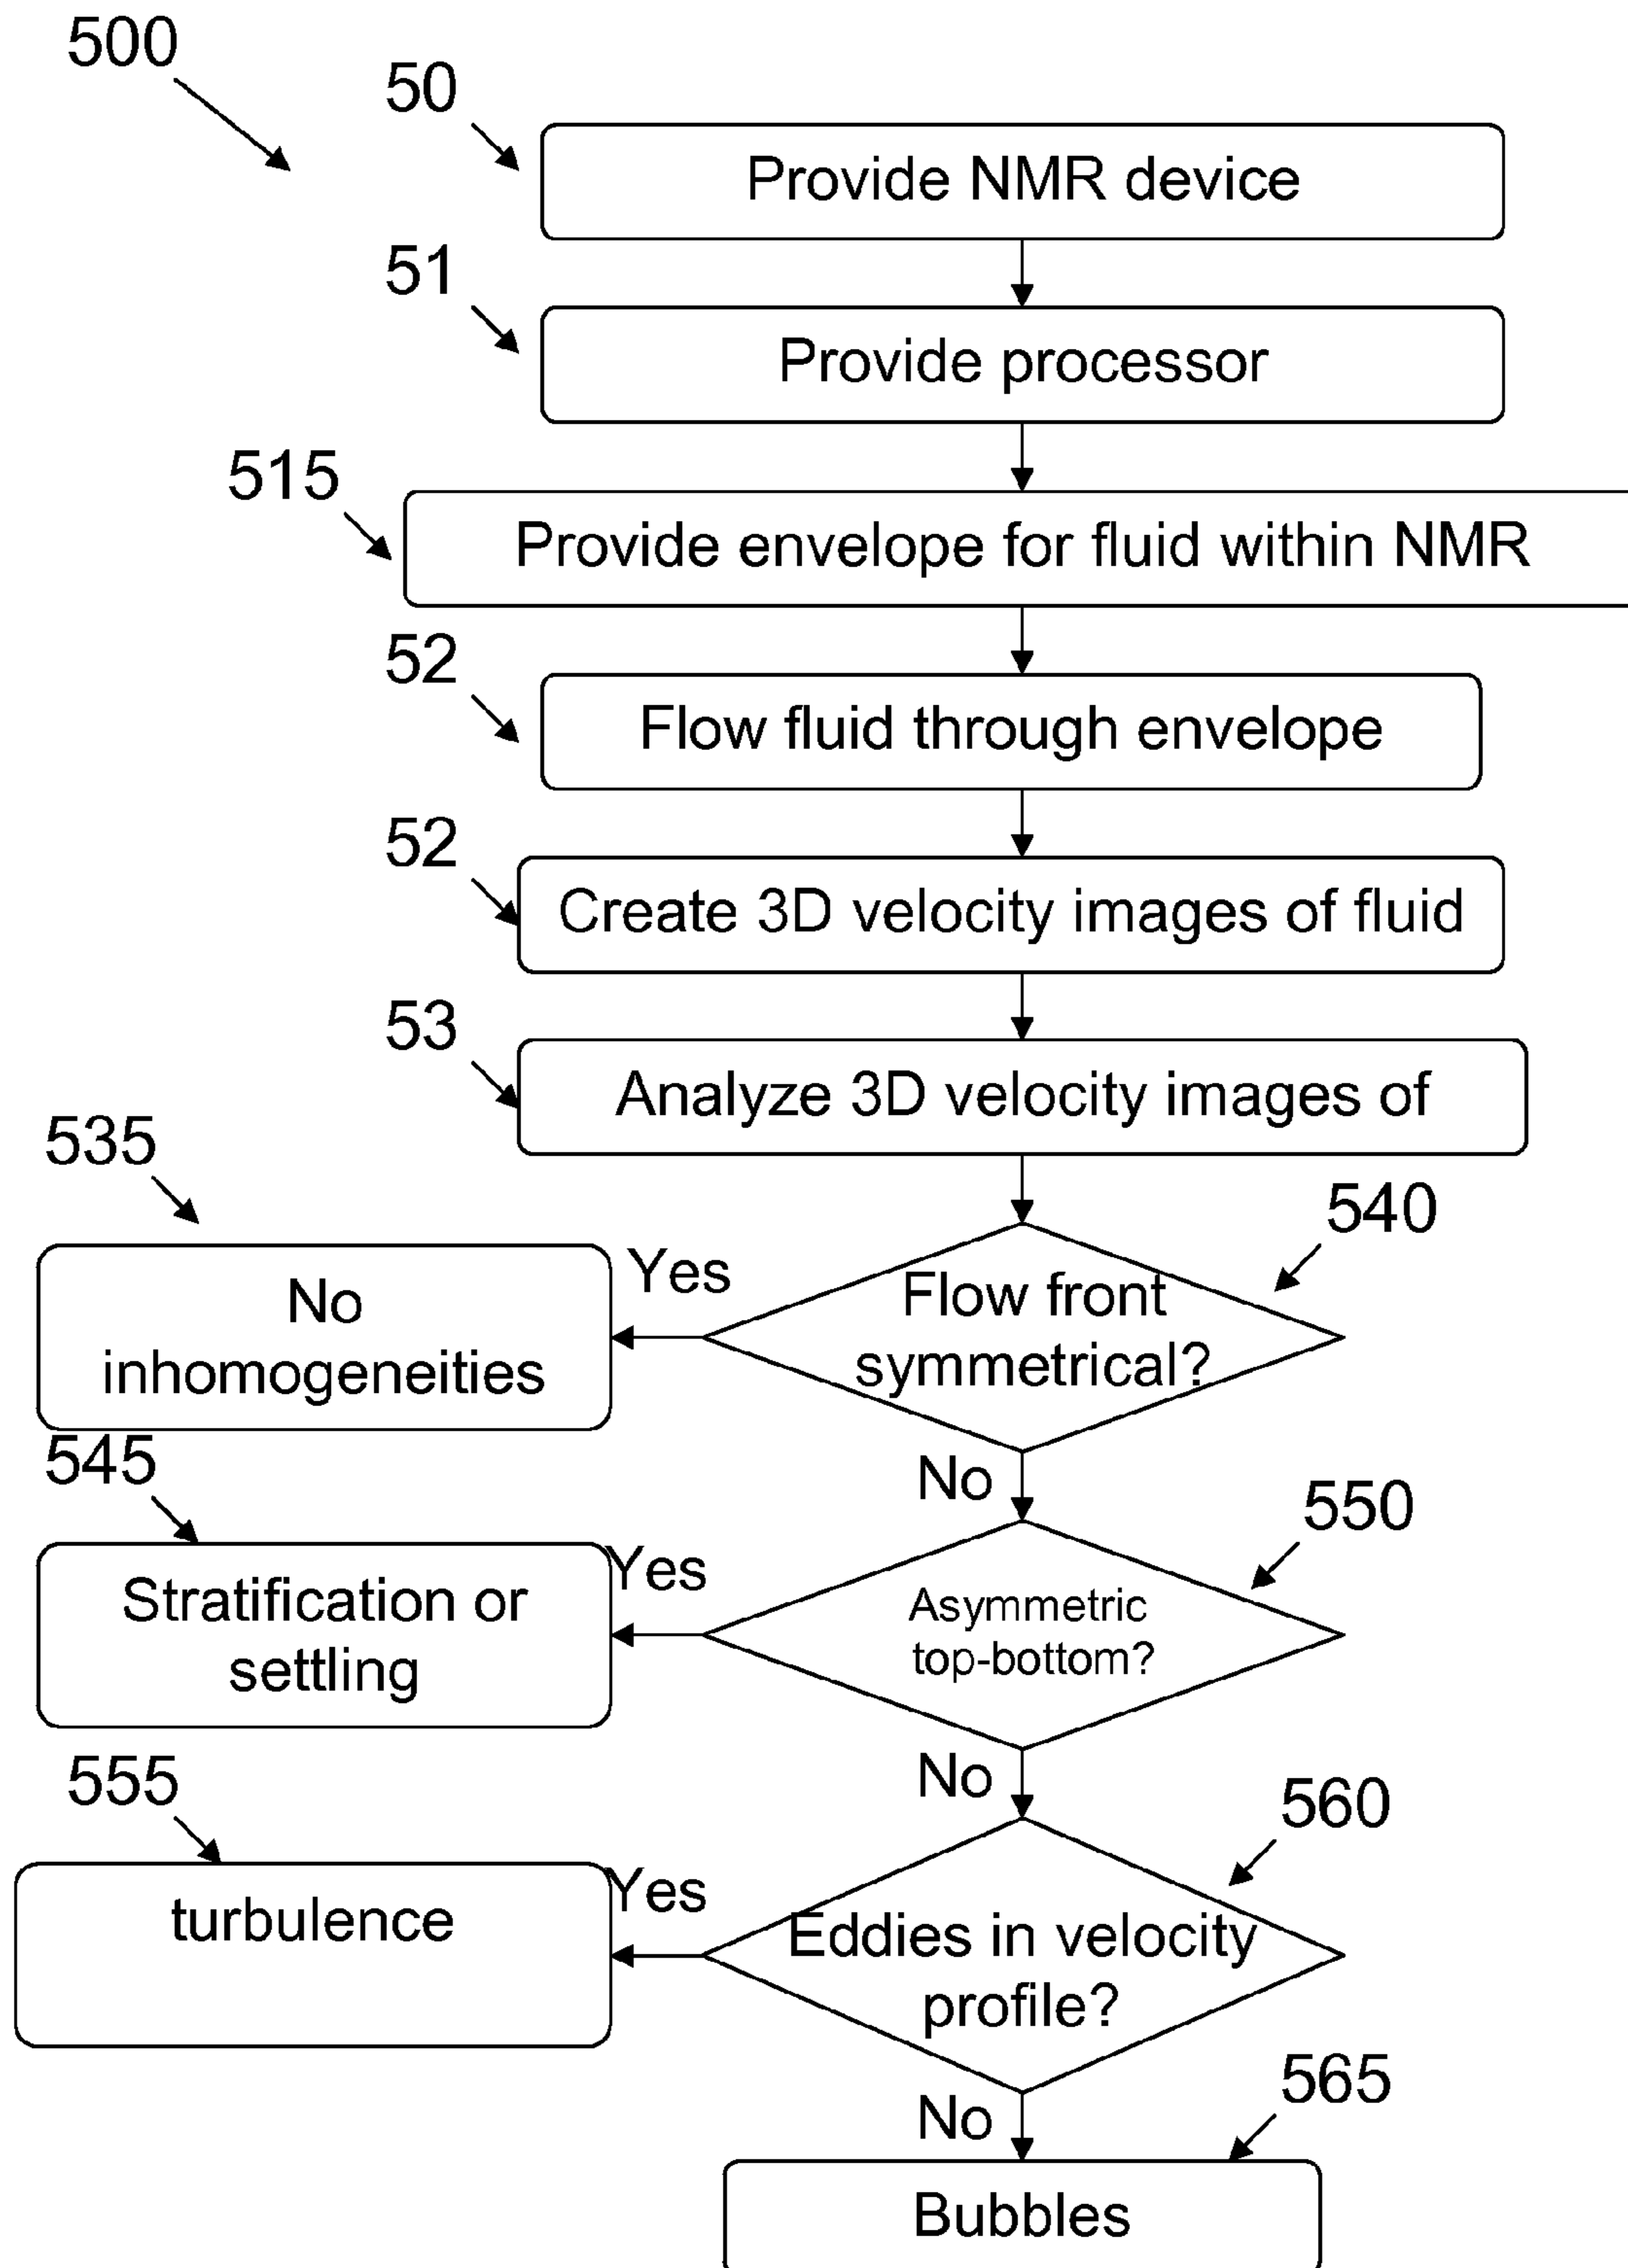 500
50
Provide NMR device
51
Provide processor
515
Provide envelope for fluid within NMR
52
Flow fluid through envelope
52
Create 3D velocity images of fluid
53
Analyze 3D velocity images of
535
540
No
inhomogeneities
Yes
Flow front
symmetrical?
No
545
550
Stratification or
settling
Yes
Asymmetric
top-bottom?
No
555
560
turbulence
Yes
Eddies in velocity
profile?
No
565
Bubbles